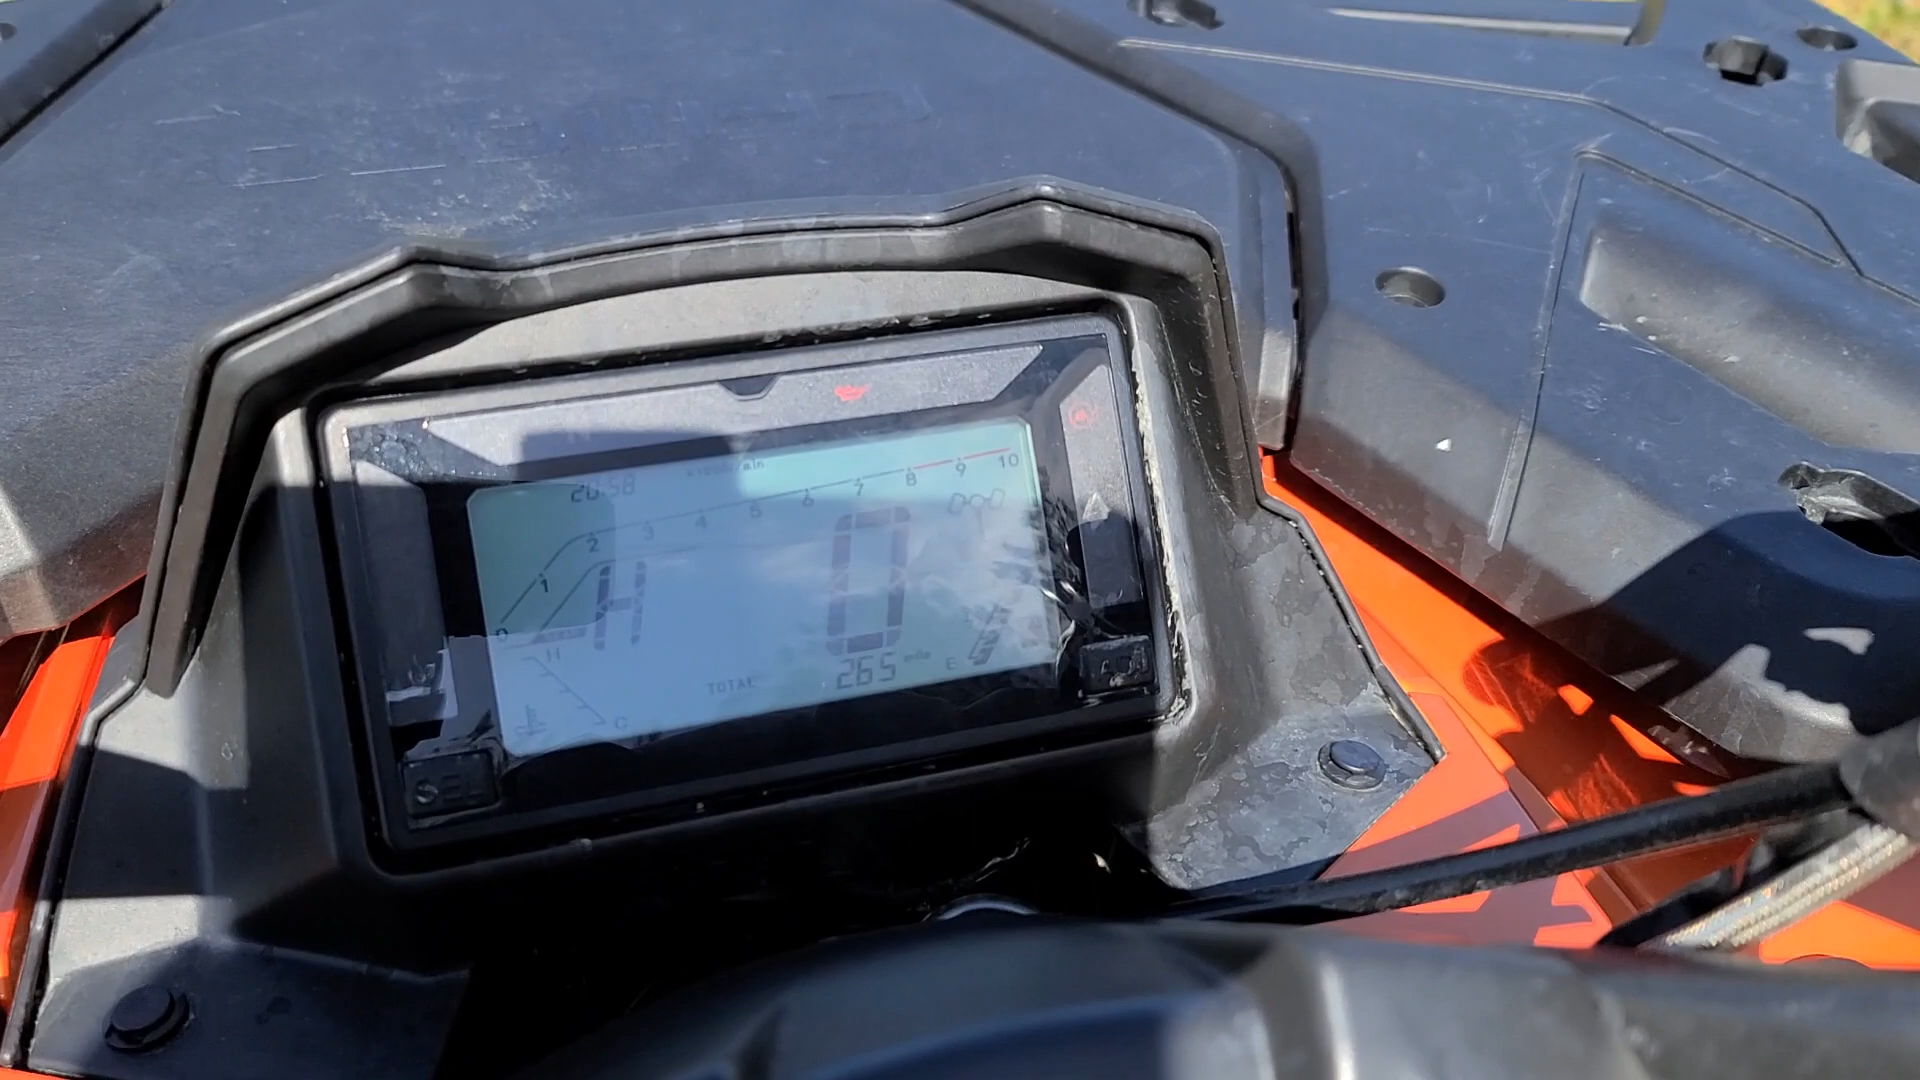 20:58
x1000r/min
0 1 2 3 4 5 6 7 8 9 10
H 0
H
TOTAL 265 mile E
C
SEL ADJ